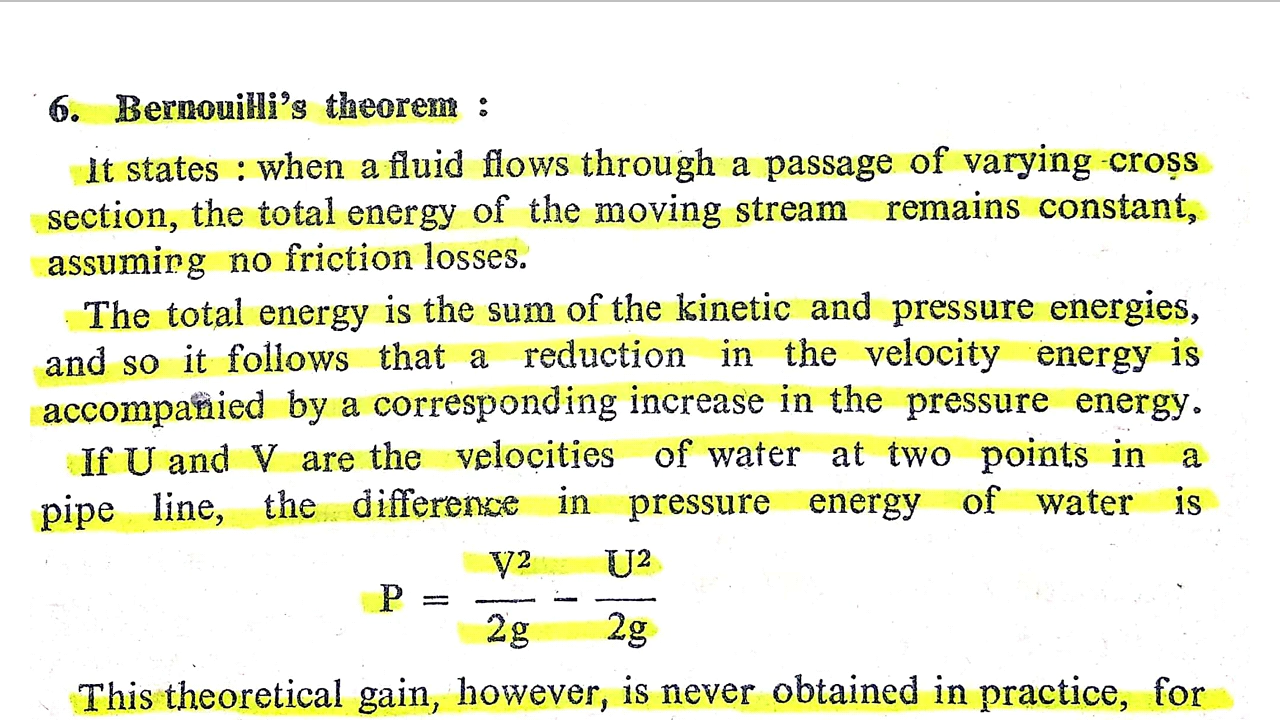 6. Bernouilli's theorem :
It states : when a fluid flows through a passage of varying cross
section, the total energy of the moving stream remains constant,
assuming no friction losses.
The total energy is the sum of the kinetic and pressure energies,
and so it follows that a reduction in the velocity energy is
accompanied by a corresponding increase in the pressure energy.
If U and V are the velocities of water at two points in a
pipe line, the difference in pressure energy of water is
P = V²/2g − U²/2g
This theoretical gain, however, is never obtained in practice, for